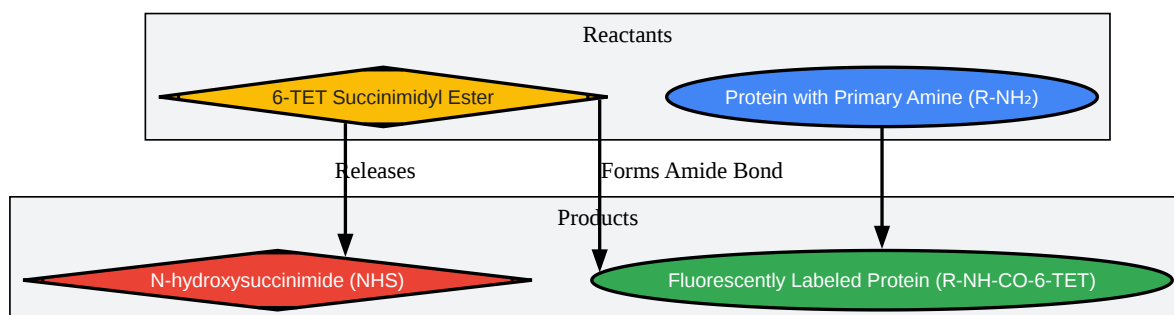 Reactants
6-TET Succinimidyl Ester
Protein with Primary Amine (R-NH₂)
Releases
Forms Amide Bond
Products
N-hydroxysuccinimide (NHS)
Fluorescently Labeled Protein (R-NH-CO-6-TET)